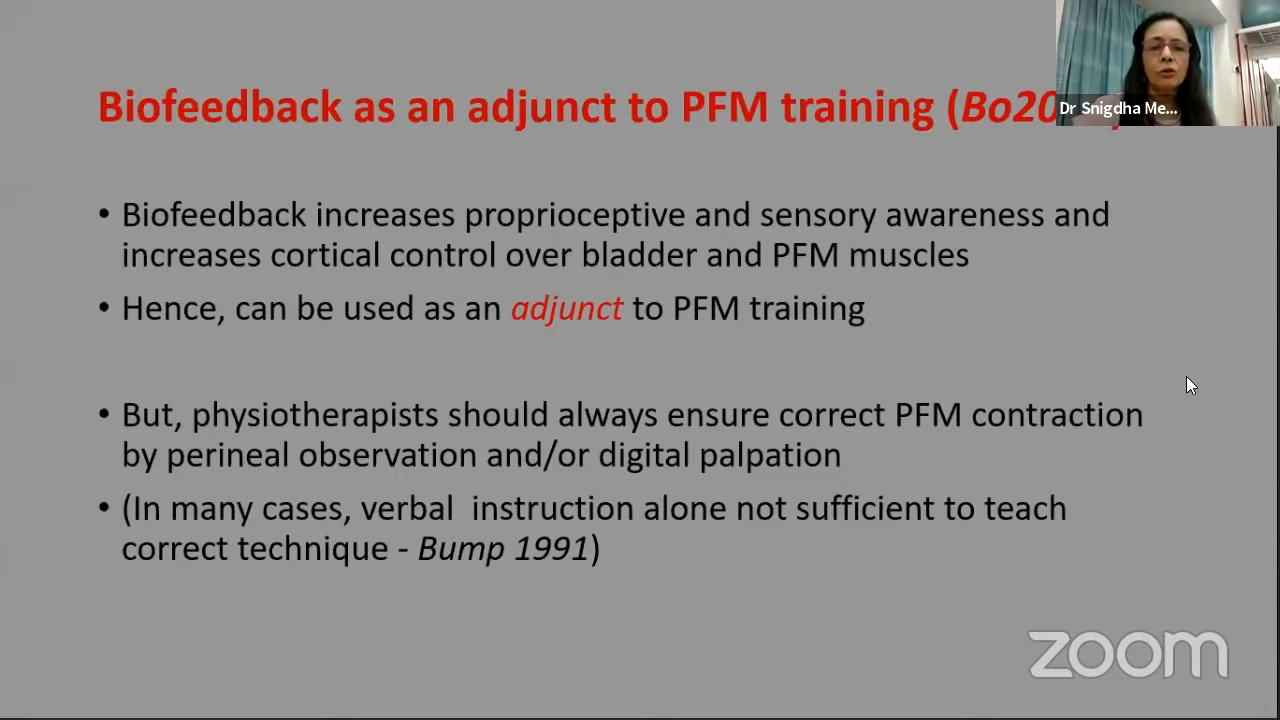 Biofeedback as an adjunct to PFM training (Bo20
Dr Snigdha Me...
• Biofeedback increases proprioceptive and sensory awareness and
increases cortical control over bladder and PFM muscles
• Hence, can be used as an adjunct to PFM training
• But, physiotherapists should always ensure correct PFM contraction
by perineal observation and/or digital palpation
• (In many cases, verbal  instruction alone not sufficient to teach
correct technique - Bump 1991)
zoom